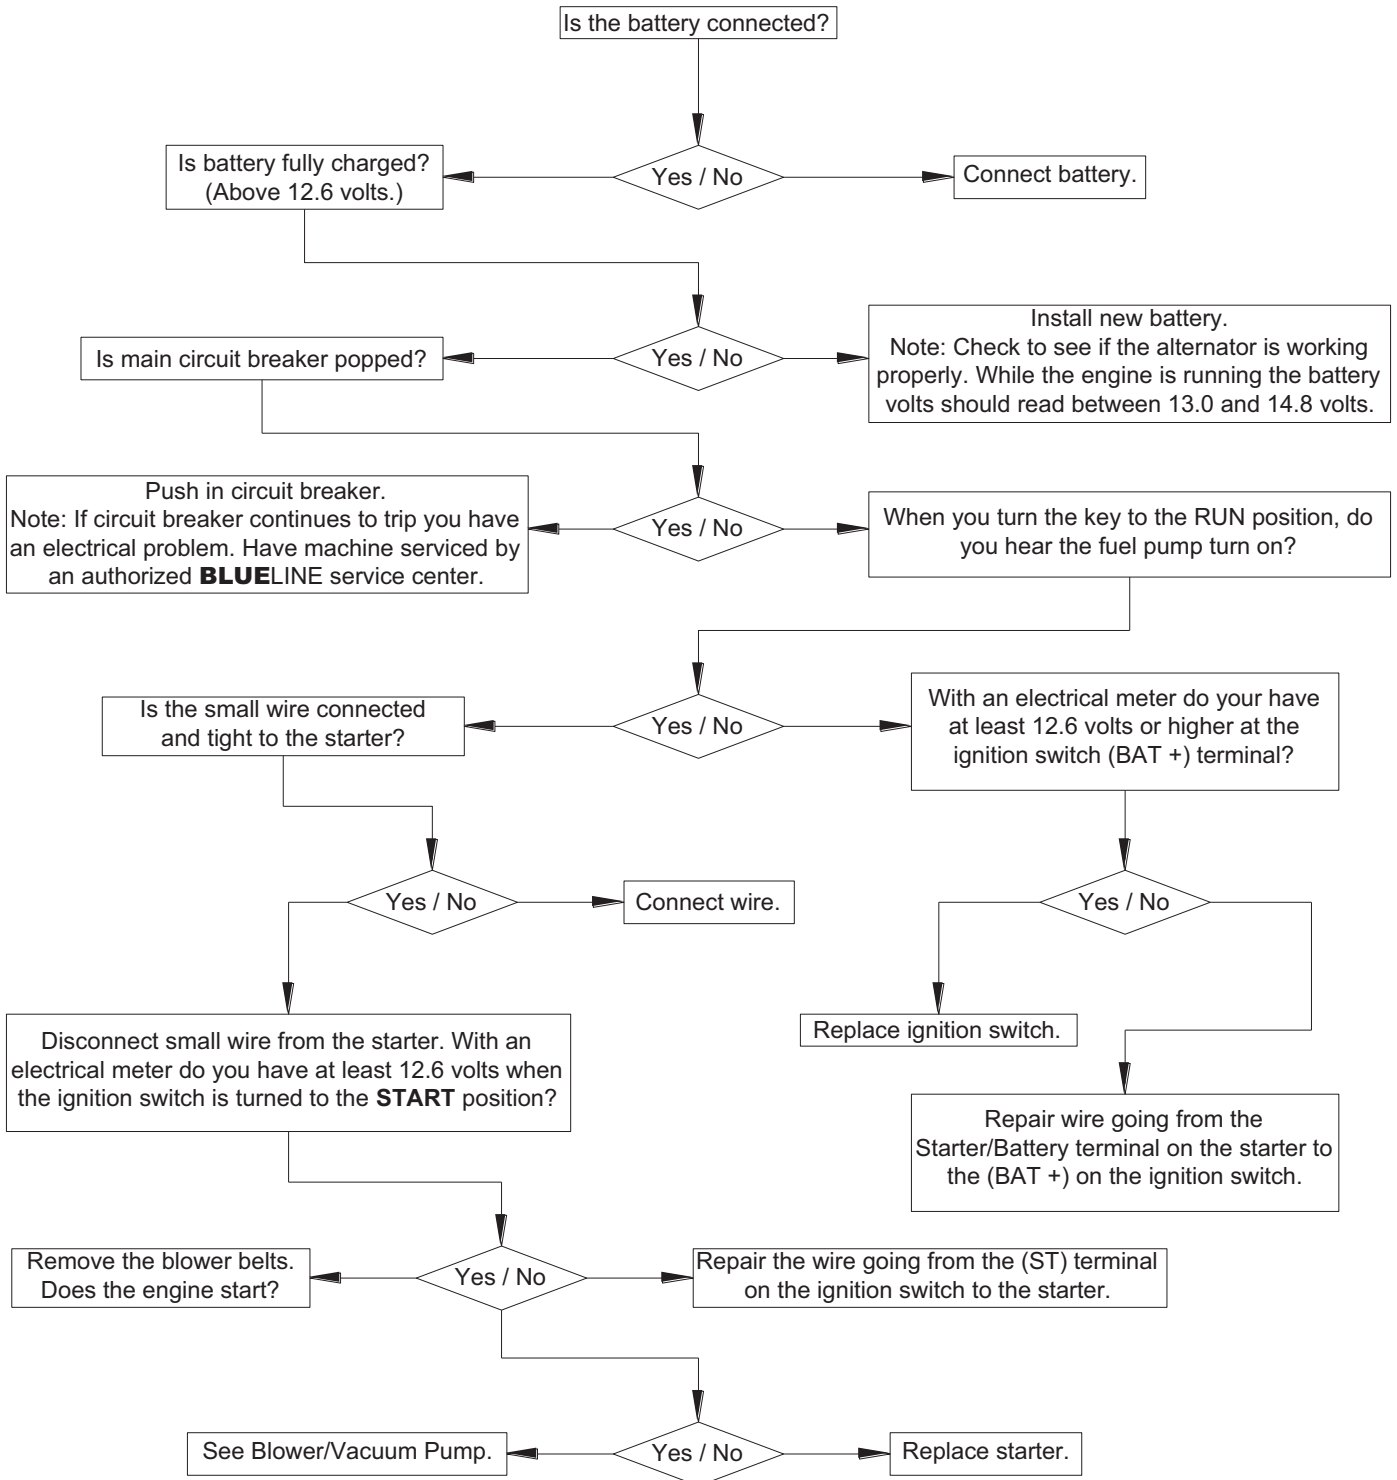 Is the battery connected?
Is battery fully charged?
(Above 12.6 volts.)
Yes / No
Connect battery.
Is main circuit breaker popped?
Yes / No
Install new battery.
Note: Check to see if the alternator is working
properly. While the engine is running the battery
volts should read between 13.0 and 14.8 volts.
Push in circuit breaker.
Note: If circuit breaker continues to trip you have
an electrical problem. Have machine serviced by
an authorized BLUELINE service center.
Yes / No
When you turn the key to the RUN position, do
you hear the fuel pump turn on?
Is the small wire connected
and tight to the starter?
Yes / No
With an electrical meter do your have
at least 12.6 volts or higher at the
ignition switch (BAT +) terminal?
Yes / No
Connect wire.
Yes / No
Replace ignition switch.
Disconnect small wire from the starter. With an
electrical meter do you have at least 12.6 volts when
the ignition switch is turned to the START position?
Repair wire going from the
Starter/Battery terminal on the starter to
the (BAT +) on the ignition switch.
Remove the blower belts.
Does the engine start?
Yes / No
Repair the wire going from the (ST) terminal
on the ignition switch to the starter.
See Blower/Vacuum Pump.
Yes / No
Replace starter.